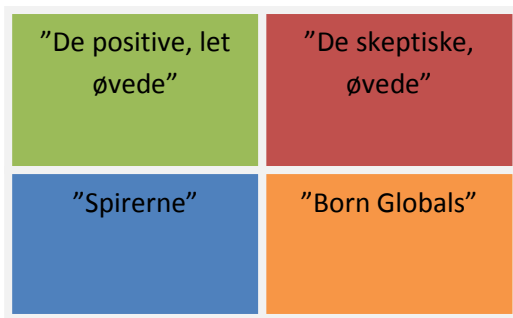 ”De positive, let
øvede”
”De skeptiske,
øvede”
”Spirerne”
”Born Globals”